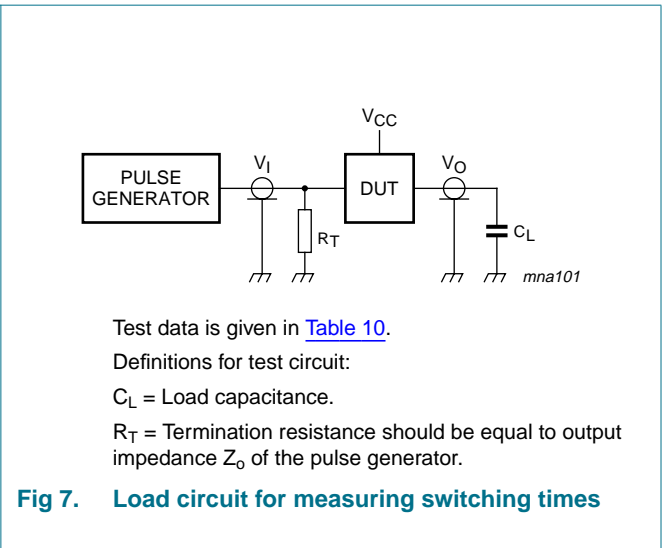 VCC
PULSE
GENERATOR
VI
DUT
VO
RT
CL
mna101
Test data is given in Table 10.
Definitions for test circuit:
CL = Load capacitance.
RT = Termination resistance should be equal to output
impedance Zo of the pulse generator.
Fig 7. Load circuit for measuring switching times